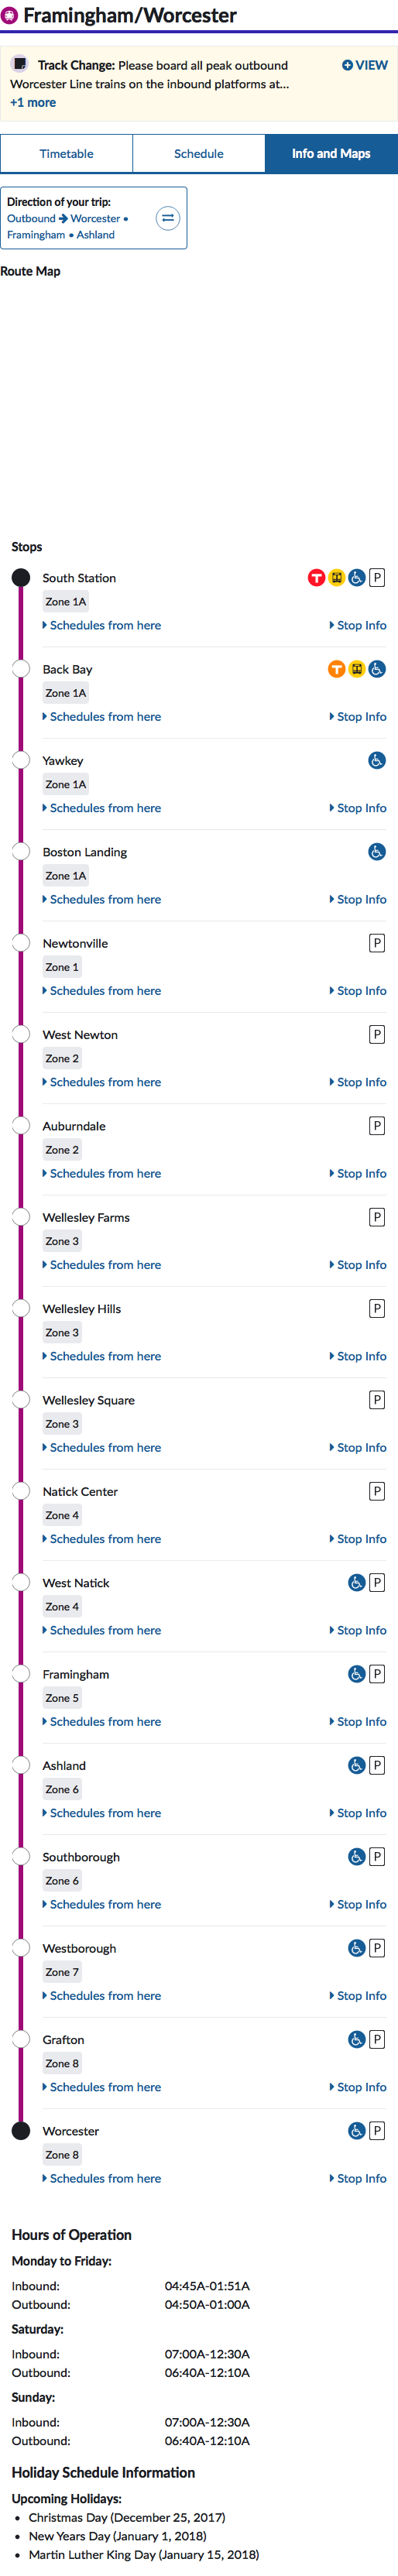 Framingham/Worcester
Track Change: Please board all peak outbound VIEW
Worcester Line trains on the inbound platforms at...
+1 more
Timetable Schedule Info and Maps
Direction of your trip:
Outbound → Worcester •
Framingham • Ashland
Route Map
Stops
South Station T P
Zone 1A
Schedules from here Stop Info
Back Bay T
Zone 1A
Schedules from here Stop Info
Yawkey
Zone 1A
Schedules from here Stop Info
Boston Landing
Zone 1A
Schedules from here Stop Info
Newtonville P
Zone 1
Schedules from here Stop Info
West Newton P
Zone 2
Schedules from here Stop Info
Auburndale P
Zone 2
Schedules from here Stop Info
Wellesley Farms P
Zone 3
Schedules from here Stop Info
Wellesley Hills P
Zone 3
Schedules from here Stop Info
Wellesley Square P
Zone 3
Schedules from here Stop Info
Natick Center P
Zone 4
Schedules from here Stop Info
West Natick P
Zone 4
Schedules from here Stop Info
Framingham P
Zone 5
Schedules from here Stop Info
Ashland P
Zone 6
Schedules from here Stop Info
Southborough P
Zone 6
Schedules from here Stop Info
Westborough P
Zone 7
Schedules from here Stop Info
Grafton P
Zone 8
Schedules from here Stop Info
Worcester P
Zone 8
Schedules from here Stop Info
Hours of Operation
Monday to Friday:
Inbound: 04:45A-01:51A
Outbound: 04:50A-01:00A
Saturday:
Inbound: 07:00A-12:30A
Outbound: 06:40A-12:10A
Sunday:
Inbound: 07:00A-12:30A
Outbound: 06:40A-12:10A
Holiday Schedule Information
Upcoming Holidays:
• Christmas Day (December 25, 2017)
• New Years Day (January 1, 2018)
• Martin Luther King Day (January 15, 2018)